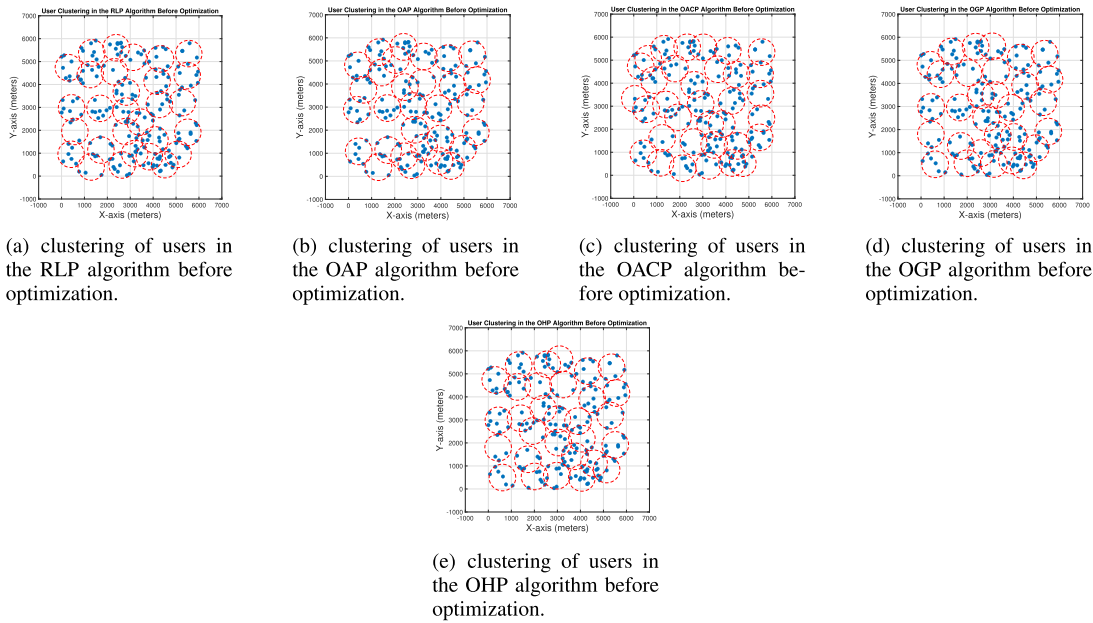 User Clustering in the RLP Algorithm Before Optimization
7000
6000
5000
4000
3000
2000
1000
0
-1000
-1000 0 1000 2000 3000 4000 5000 6000 7000
Y-axis (meters)
X-axis (meters)
(a) clustering of users in
the RLP algorithm before
optimization.
User Clustering in the OAP Algorithm Before Optimization
7000
6000
5000
4000
3000
2000
1000
0
-1000
-1000 0 1000 2000 3000 4000 5000 6000 7000
Y-axis (meters)
X-axis (meters)
(b) clustering of users in
the OAP algorithm before
optimization.
User Clustering in the OACP Algorithm Before Optimization
7000
6000
5000
4000
3000
2000
1000
0
-1000
-1000 0 1000 2000 3000 4000 5000 6000 7000
Y-axis (meters)
X-axis (meters)
(c) clustering of users in
the OACP algorithm be-
fore optimization.
User Clustering in the OGP Algorithm Before Optimization
7000
6000
5000
4000
3000
2000
1000
0
-1000
-1000 0 1000 2000 3000 4000 5000 6000 7000
Y-axis (meters)
X-axis (meters)
(d) clustering of users in
the OGP algorithm before
optimization.
User Clustering in the OHP Algorithm Before Optimization
7000
6000
5000
4000
3000
2000
1000
0
-1000
-1000 0 1000 2000 3000 4000 5000 6000 7000
Y-axis (meters)
X-axis (meters)
(e) clustering of users in
the OHP algorithm before
optimization.